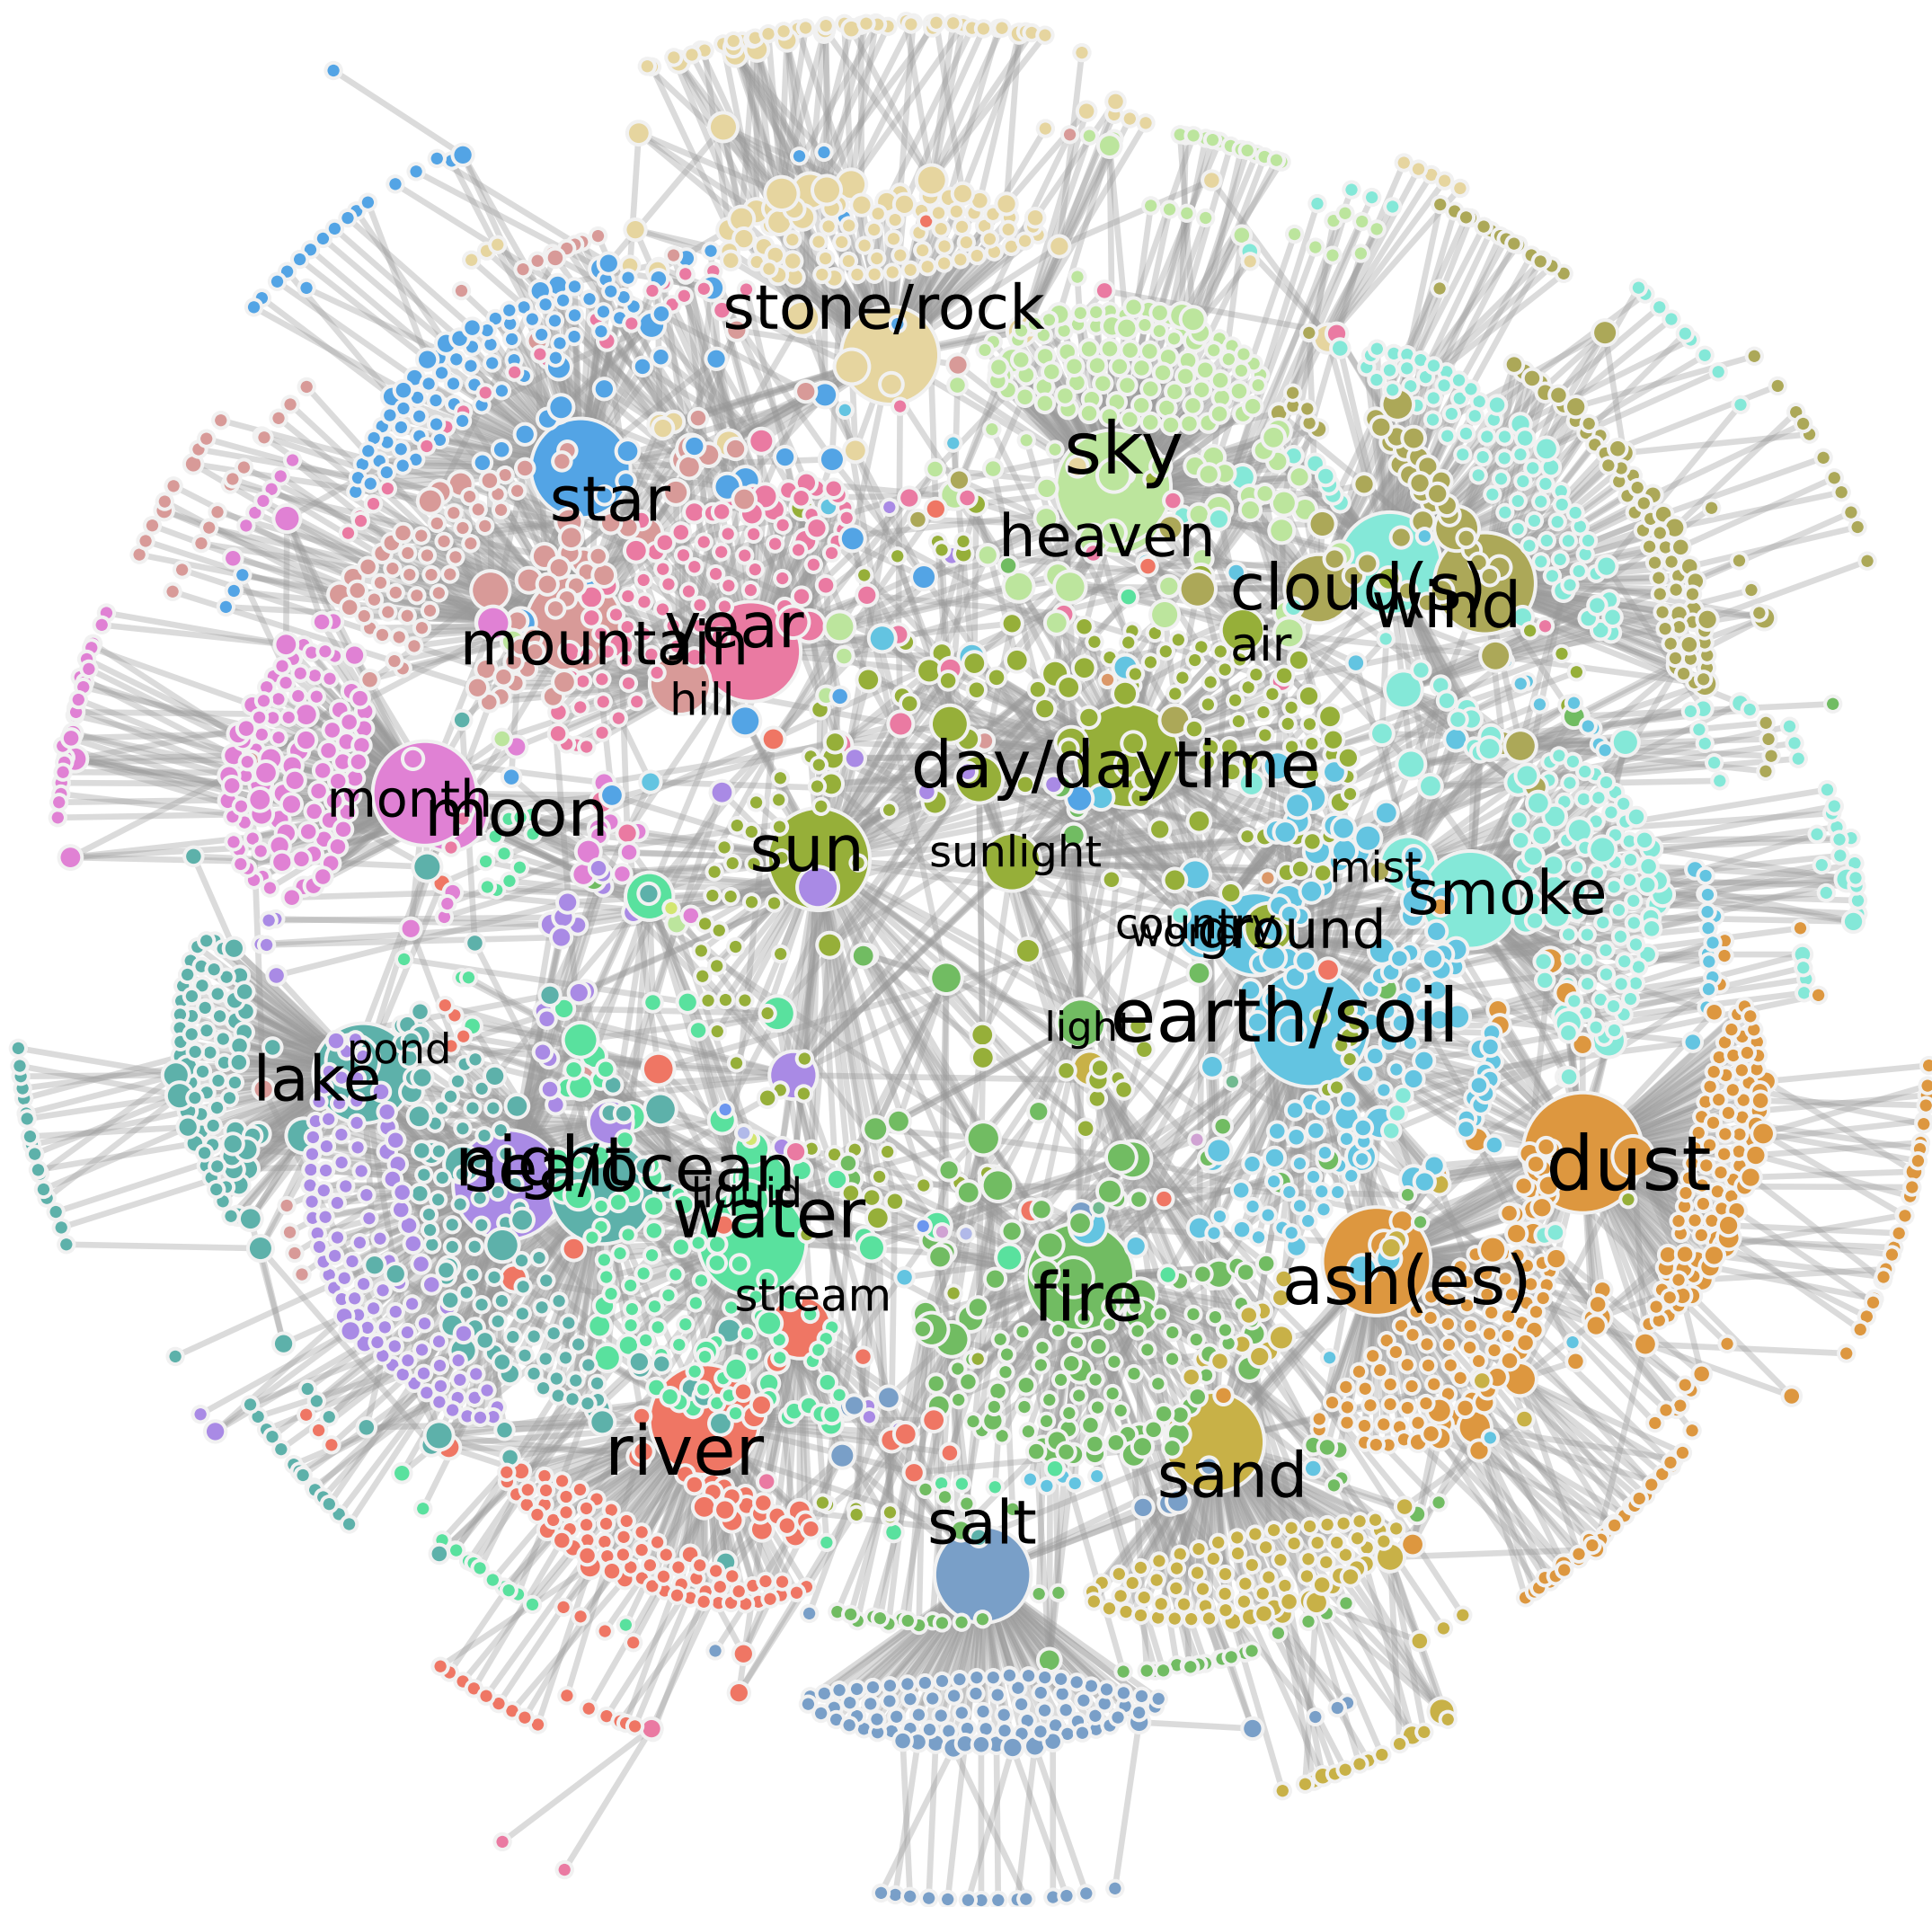 stone/rock
sky
star
heaven
cloud(s)
wind
year
mountain
air
hill
day/daytime
month
moon
sun
sunlight
mist
smoke
country
world
ground
earth/soil
light
pond
lake
dust
night
sea/ocean
liquid
water
ash(es)
stream
fire
river
sand
salt